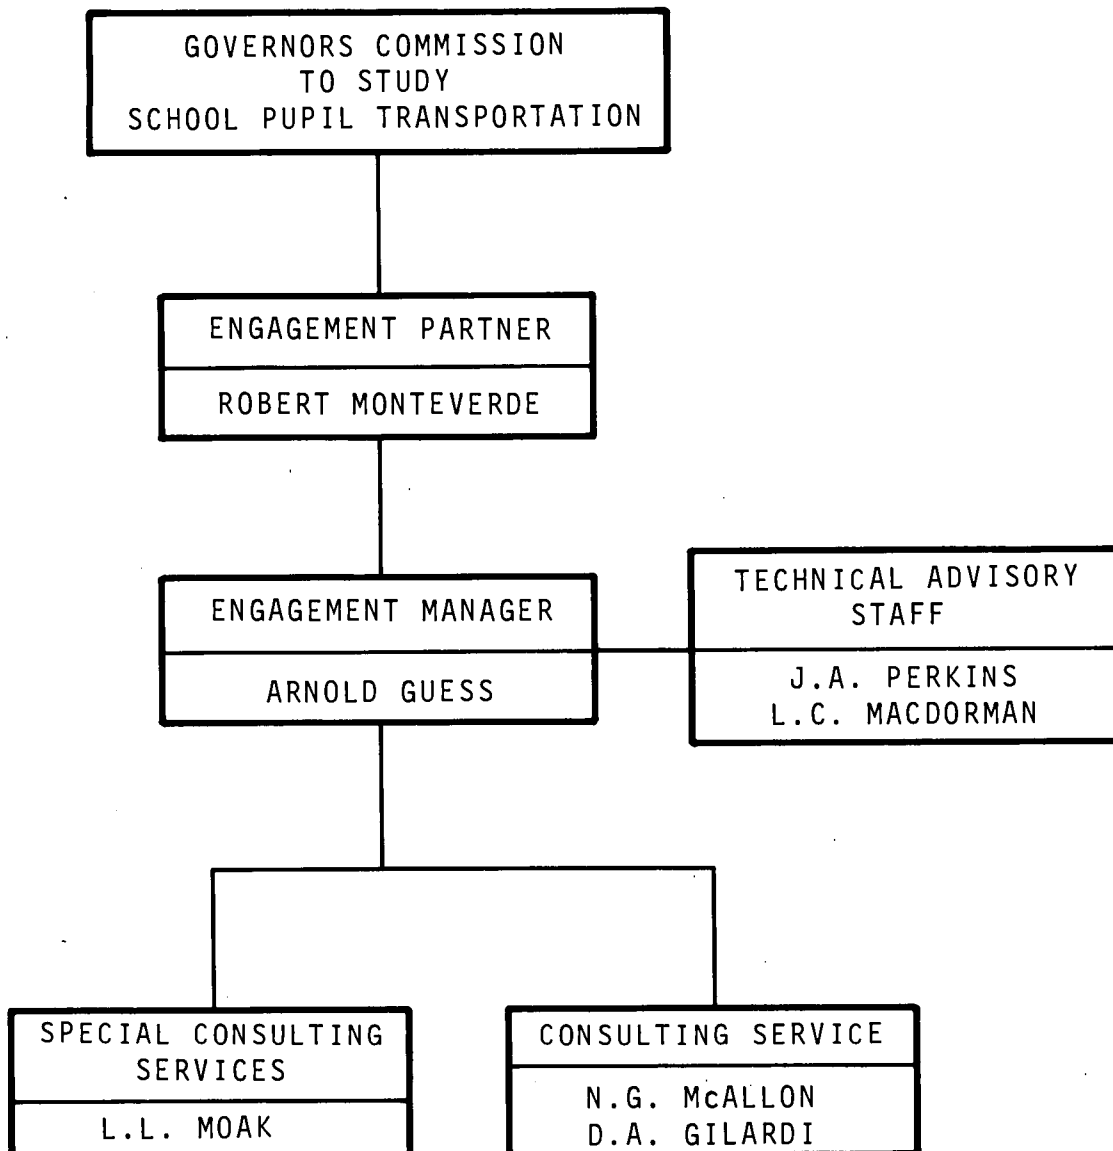 GOVERNORS COMMISSION
TO STUDY
SCHOOL PUPIL TRANSPORTATION
ENGAGEMENT PARTNER
ROBERT MONTEVERDE
ENGAGEMENT MANAGER
ARNOLD GUESS
TECHNICAL ADVISORY
STAFF
J.A. PERKINS
L.C. MACDORMAN
SPECIAL CONSULTING
SERVICES
L.L. MOAK
CONSULTING SERVICE
N.G. McALLON
D.A. GILARDI